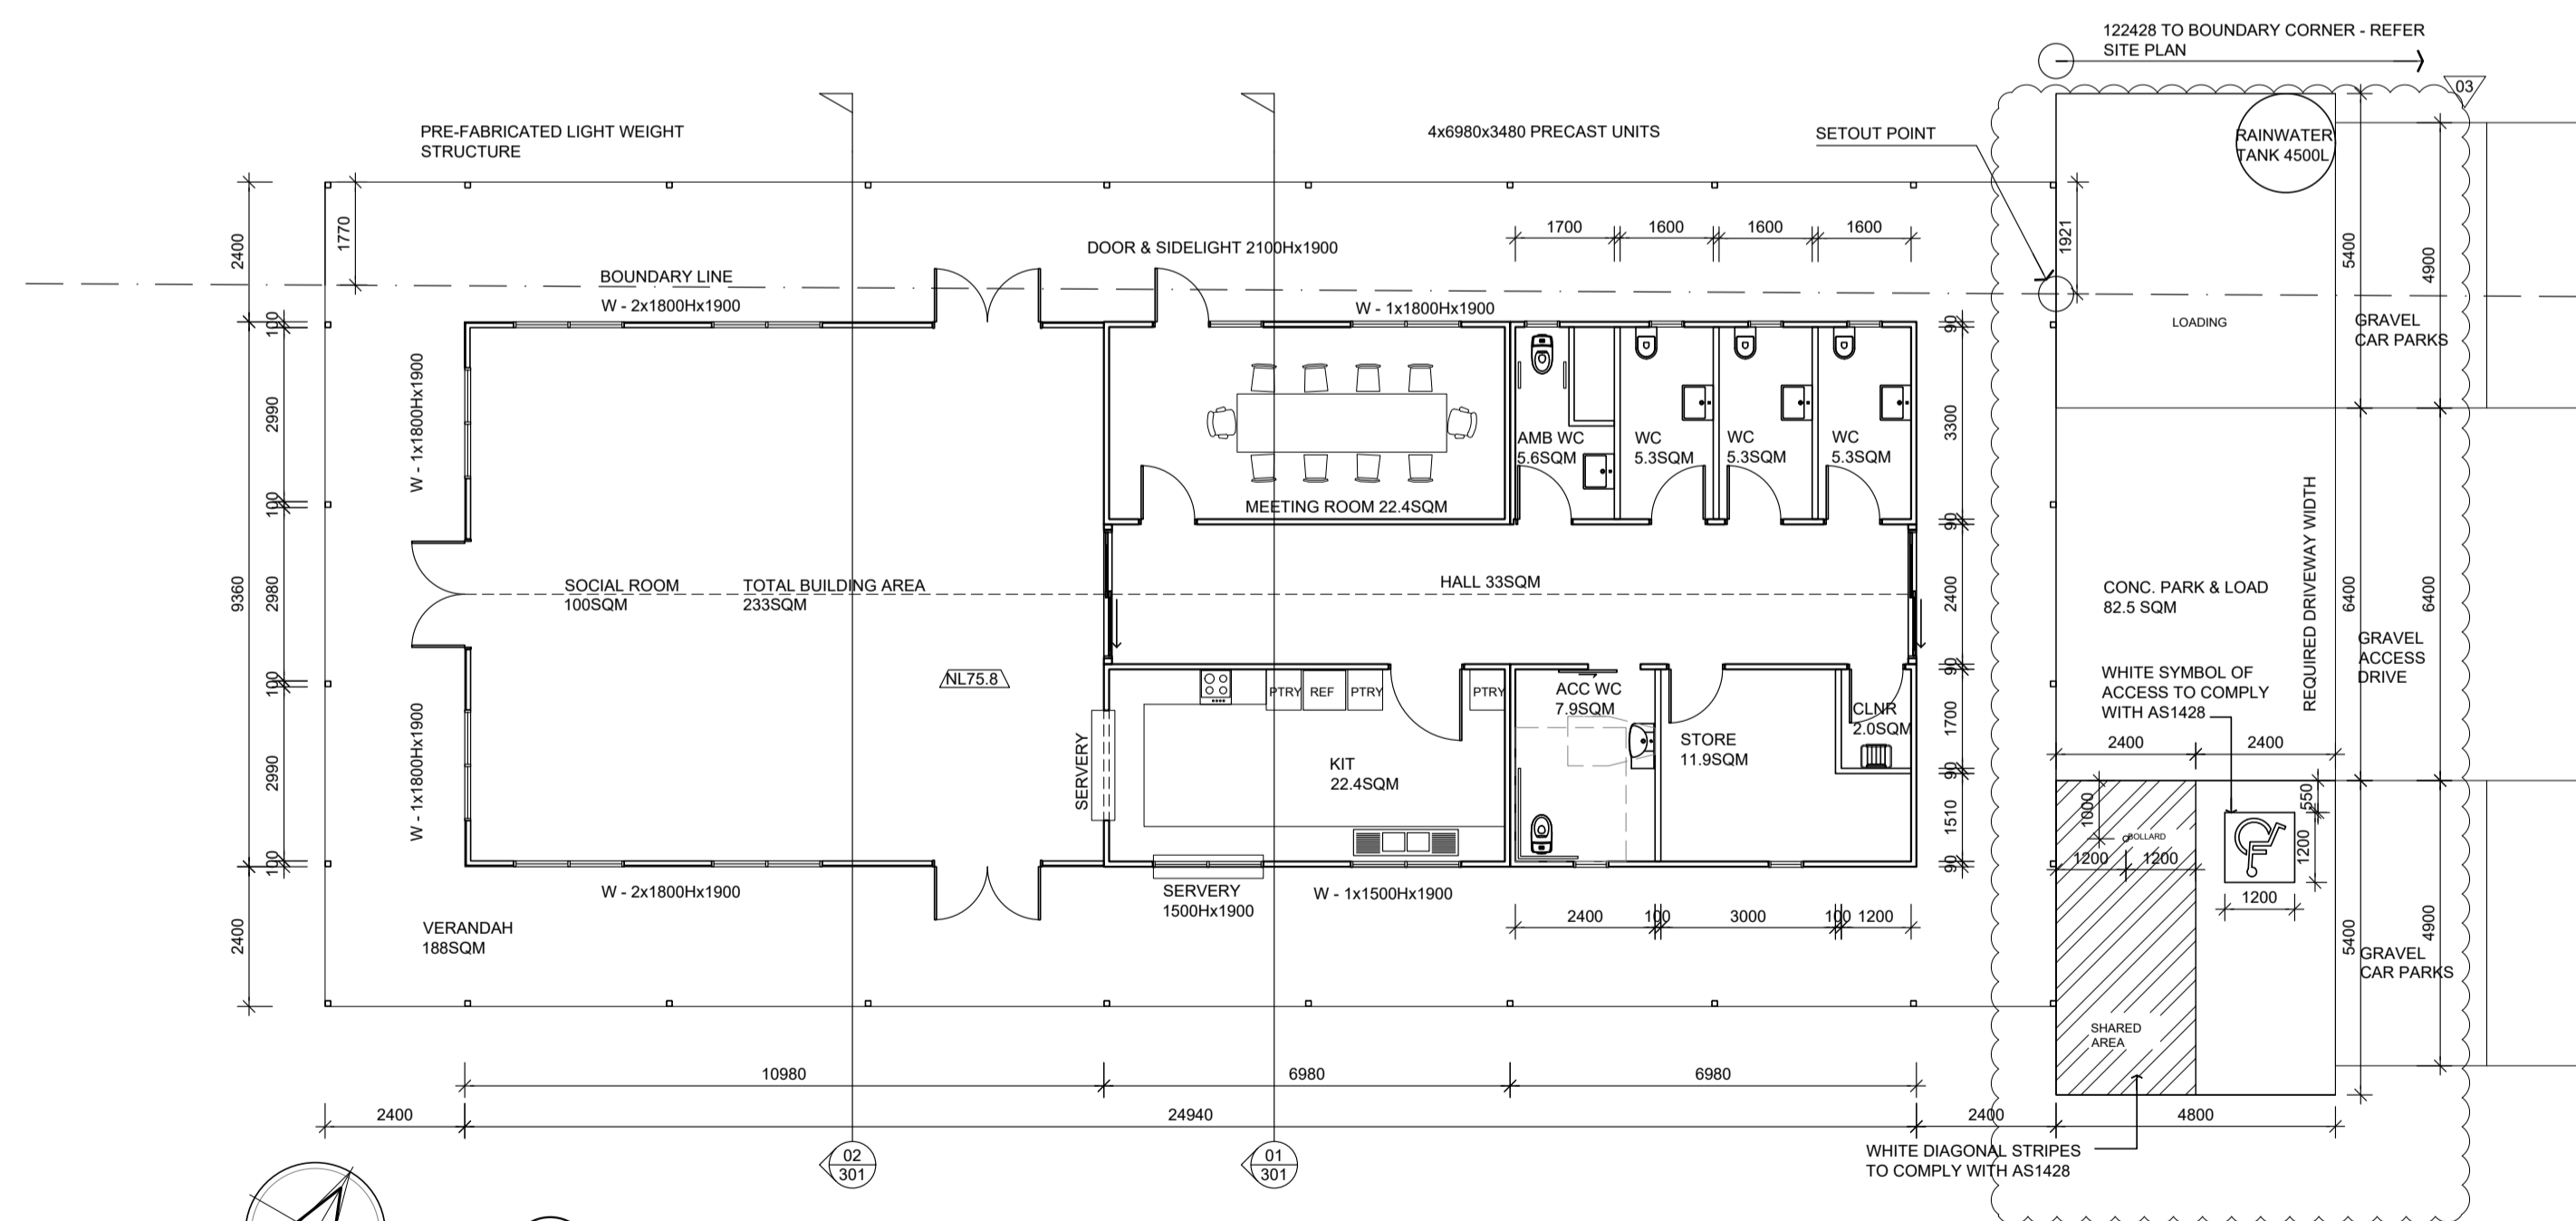 122428 TO BOUNDARY CORNER - REFER
SITE PLAN
03
PRE-FABRICATED LIGHT WEIGHT
STRUCTURE
4x6980x3480 PRECAST UNITS
SETOUT POINT
RAINWATER
TANK 4500L
2400
1770
1700
1600
1600
1600
1921
5400
4900
DOOR & SIDELIGHT 2100Hx1900
BOUNDARY LINE
W - 2x1800Hx1900
W - 1x1800Hx1900
LOADING
GRAVEL
CAR PARKS
100
90
W - 1x1800Hx1900
2990
3300
AMB WC
5.6SQM
WC
5.3SQM
WC
5.3SQM
WC
5.3SQM
MEETING ROOM 22.4SQM
100
90
REQUIRED DRIVEWAY WIDTH
9360
2980
SOCIAL ROOM
100SQM
TOTAL BUILDING AREA
233SQM
HALL 33SQM
2400
CONC. PARK & LOAD
82.5 SQM
6400
6400
GRAVEL
ACCESS
DRIVE
100
90
NL75.8
PTRY
REF
PTRY
PTRY
ACC WC
7.9SQM
CLNR
2.0SQM
1700
WHITE SYMBOL OF
ACCESS TO COMPLY
WITH AS1428
2400
2400
W - 1x1800Hx1900
2990
SERVERY
KIT
22.4SQM
STORE
11.9SQM
90
1510
1000
BOLLARD
1200
1200
550
1200
1200
100
90
W - 2x1800Hx1900
SERVERY
1500Hx1900
W - 1x1500Hx1900
2400
100
3000
100
1200
2400
VERANDAH
188SQM
5400
4900
GRAVEL
CAR PARKS
SHARED
AREA
10980
6980
6980
2400
24940
2400
4800
02
301
01
301
WHITE DIAGONAL STRIPES
TO COMPLY WITH AS1428